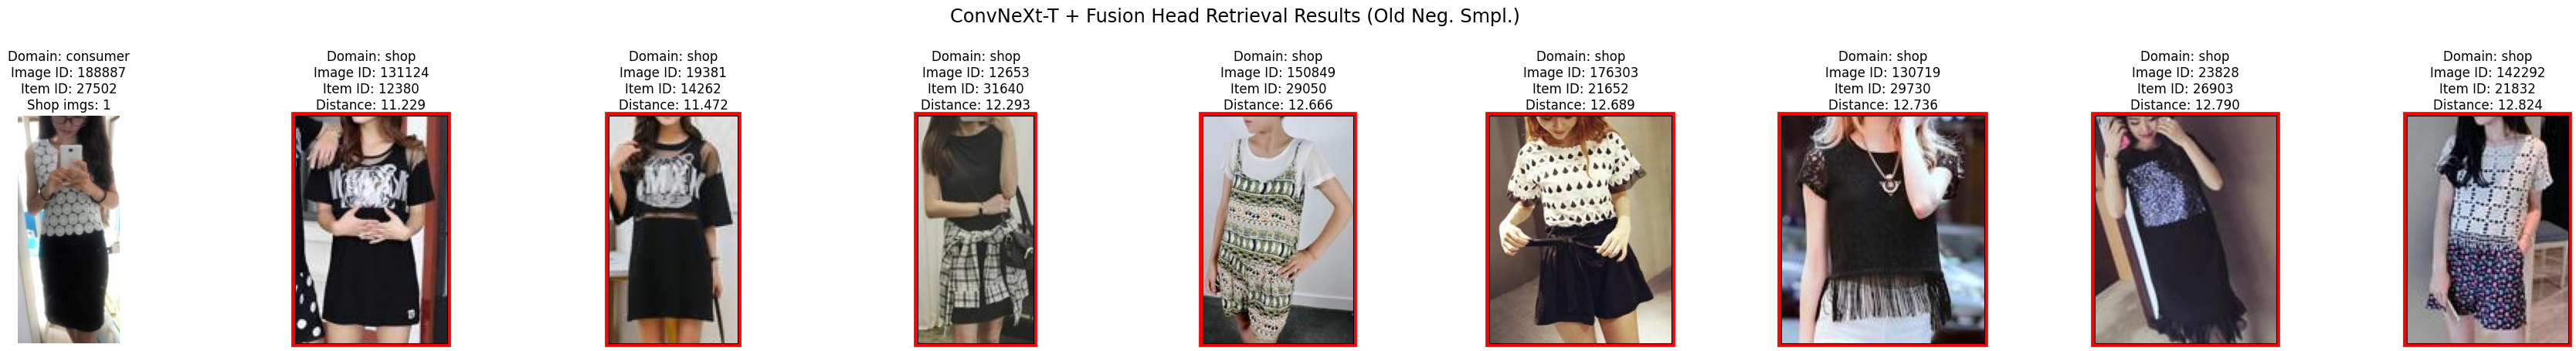 ConvNeXt-T + Fusion Head Retrieval Results (Old Neg. Smpl.)
Domain: consumer
Image ID: 188887
Item ID: 27502
Shop imgs: 1
Domain: shop
Image ID: 131124
Item ID: 12380
Distance: 11.229
Domain: shop
Image ID: 19381
Item ID: 14262
Distance: 11.472
Domain: shop
Image ID: 12653
Item ID: 31640
Distance: 12.293
Domain: shop
Image ID: 150849
Item ID: 29050
Distance: 12.666
Domain: shop
Image ID: 176303
Item ID: 21652
Distance: 12.689
Domain: shop
Image ID: 130719
Item ID: 29730
Distance: 12.736
Domain: shop
Image ID: 23828
Item ID: 26903
Distance: 12.790
Domain: shop
Image ID: 142292
Item ID: 21832
Distance: 12.824